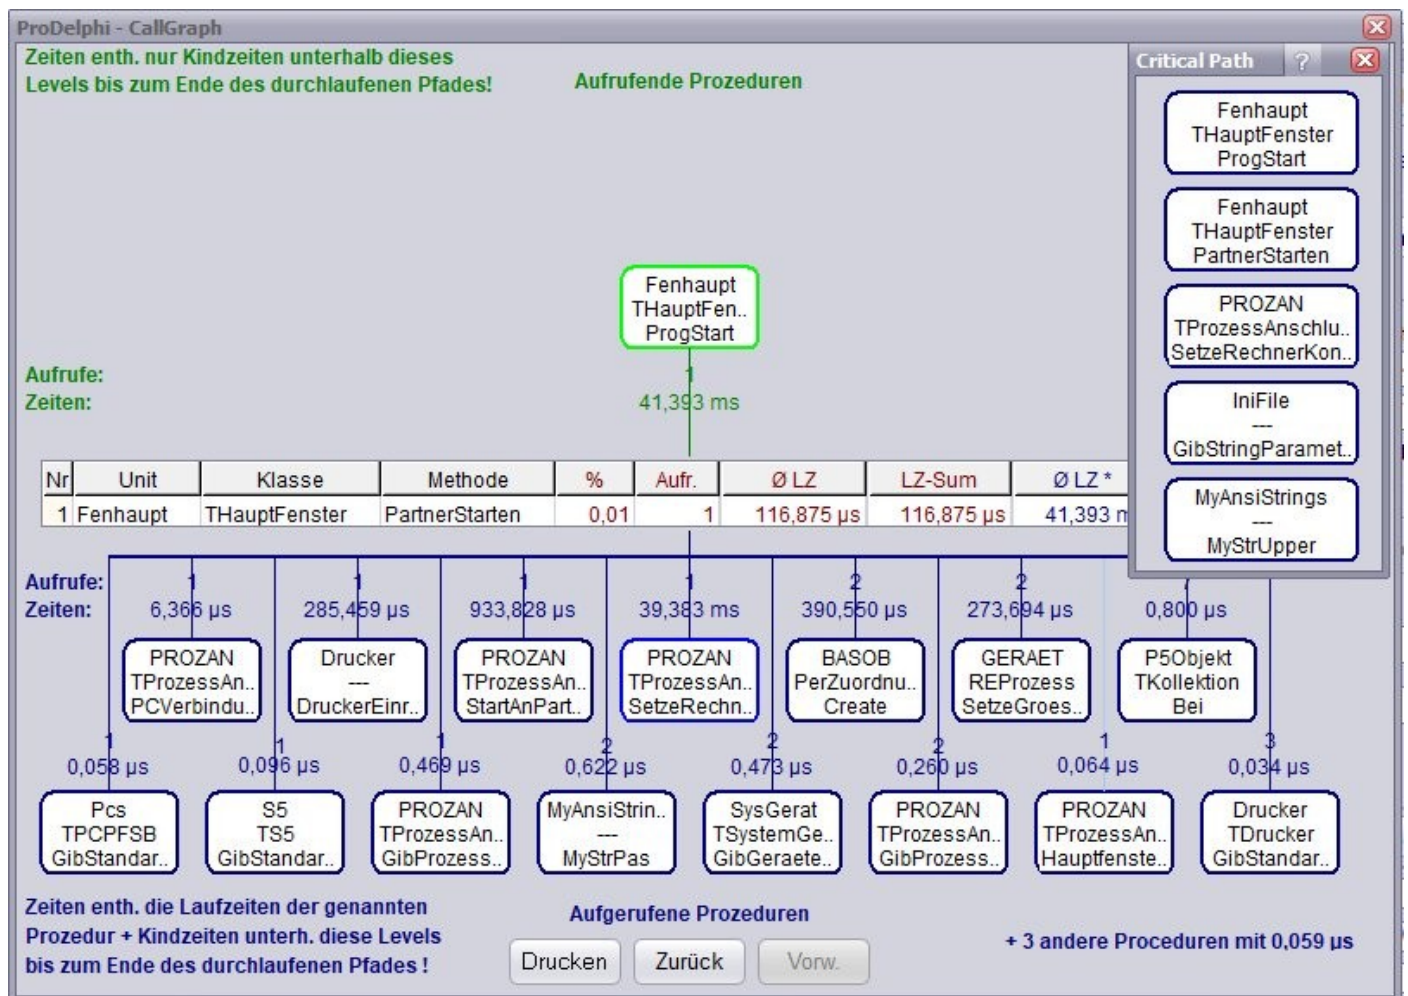 ProDelphi - CallGraph
Zeiten enth. nur Kindzeiten unterhalb dieses
Levels bis zum Ende des durchlaufenen Pfades!
Aufrufende Prozeduren
Critical Path ?
Fenhaupt
THauptFenster
ProgStart
Fenhaupt
THauptFenster
PartnerStarten
PROZAN
TProzessAnschlu..
SetzeRechnerKon..
IniFile
---
GibStringParamet..
MyAnsiStrings
---
MyStrUpper
Fenhaupt
THauptFen..
ProgStart
Aufrufe: 1
Zeiten: 41,393 ms
Nr Unit Klasse Methode % Aufr. Ø LZ LZ-Sum Ø LZ *
1 Fenhaupt THauptFenster PartnerStarten 0,01 1 116,875 µs 116,875 µs 41,393 m
Aufrufe: 1 1 1 1 2 2
Zeiten: 6,366 µs 285,459 µs 933,828 µs 39,383 ms 390,550 µs 273,694 µs 0,800 µs
PROZAN
TProzessAn..
PCVerbindu..
Drucker
---
DruckerEinr..
PROZAN
TProzessAn..
StartAnPart..
PROZAN
TProzessAn..
SetzeRechn..
BASOB
PerZuordnu..
Create
GERAET
REProzess
SetzeGroes..
P5Objekt
TKollektion
Bei
1 1 1 2 2 2 1 3
0,058 µs 0,096 µs 0,469 µs 0,622 µs 0,473 µs 0,260 µs 0,064 µs 0,034 µs
Pcs
TPCPFSB
GibStandar..
S5
TS5
GibStandar..
PROZAN
TProzessAn..
GibProzess..
MyAnsiStrin..
---
MyStrPas
SysGerat
TSystemGe..
GibGeraete..
PROZAN
TProzessAn..
GibProzess..
PROZAN
TProzessAn..
Hauptfenste..
Drucker
TDrucker
GibStandar..
Zeiten enth. die Laufzeiten der genannten
Prozedur + Kindzeiten unterh. diese Levels
bis zum Ende des durchlaufenen Pfades !
Aufgerufene Prozeduren
Drucken Zurück Vorw.
+ 3 andere Proceduren mit 0,059 µs